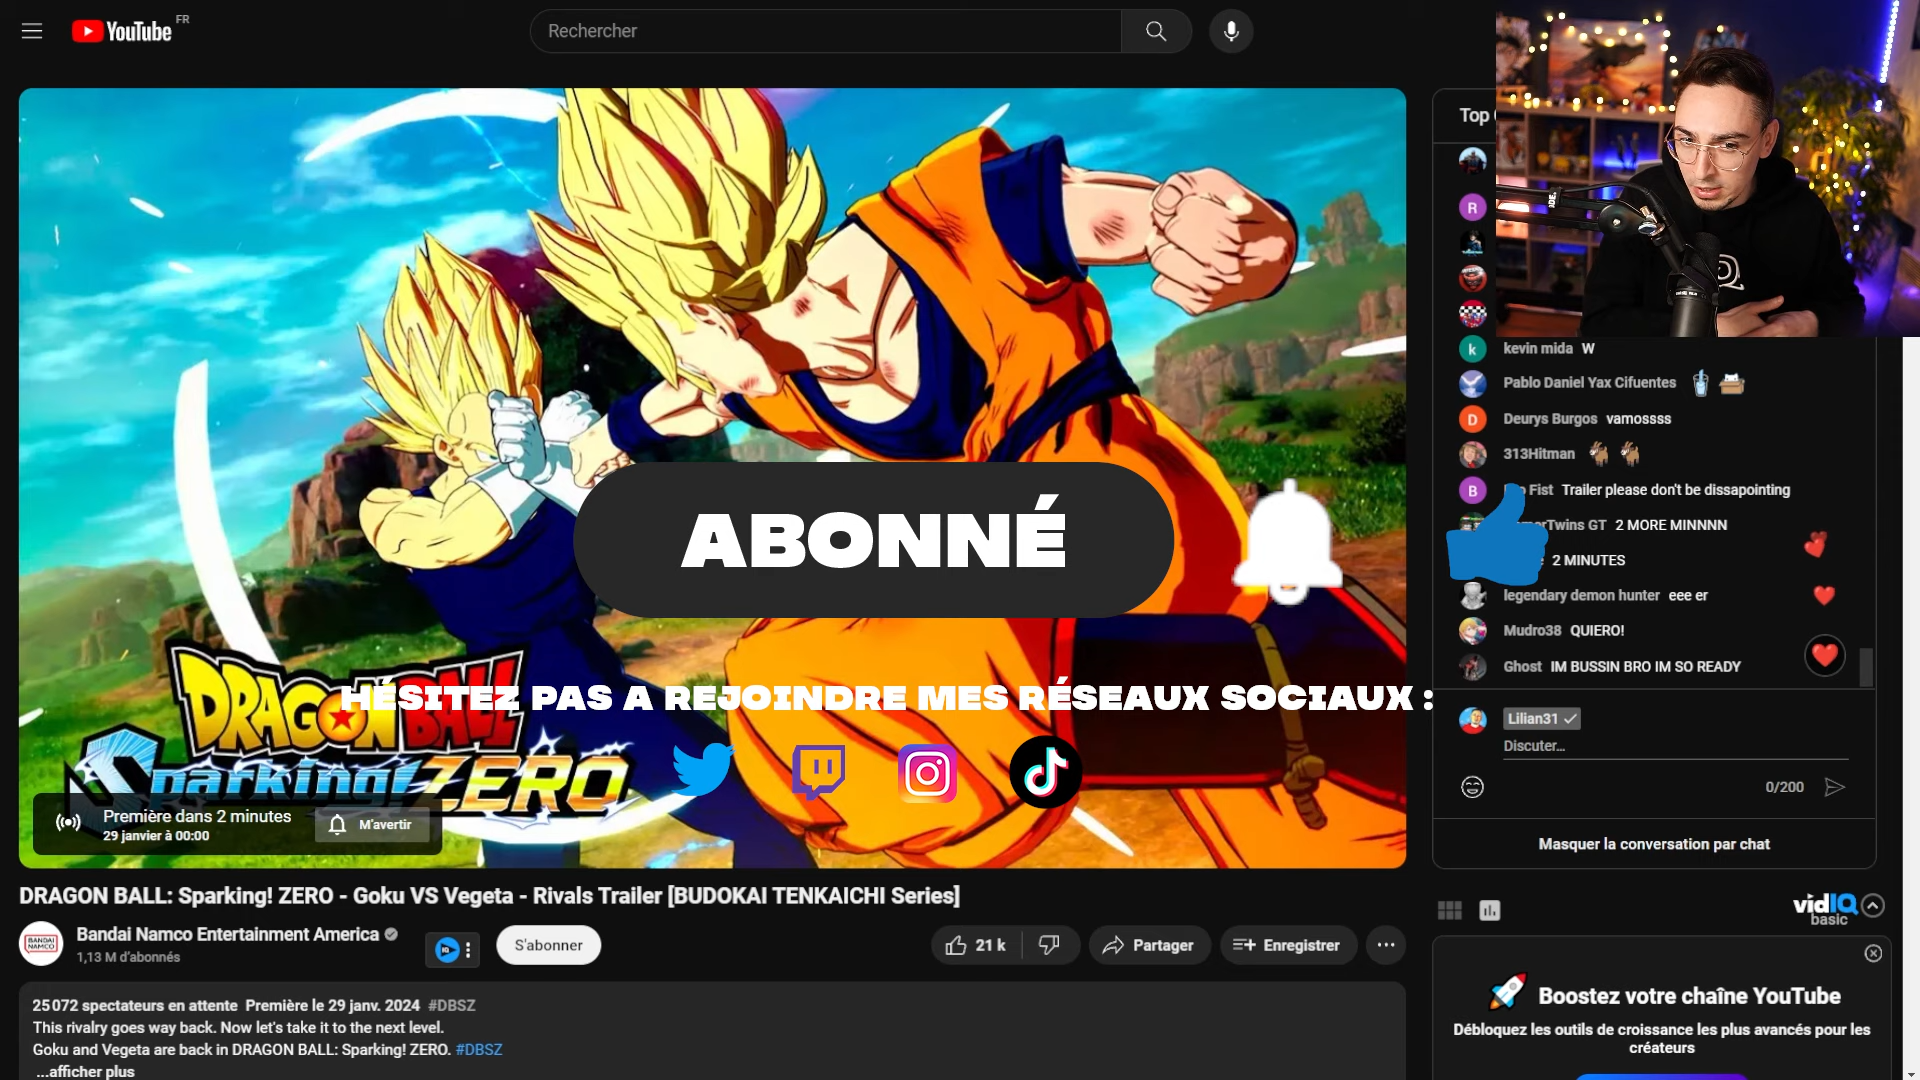 YouTube FR
Rechercher
Top
R
k kevin mida W
Pablo Daniel Yax Cifuentes
D Deurys Burgos vamossss
313Hitman
B Fist Trailer please don't be dissapointing
Twins GT 2 MORE MINNNN
2 MINUTES
legendary demon hunter eee er
Mudro38 QUIERO!
Ghost IM BUSSIN BRO IM SO READY
ABONNÉ
HÉSITEZ PAS A REJOINDRE MES RÉSEAUX SOCIAUX :
DRAGON BALL
Sparking! ZERO
Première dans 2 minutes
29 janvier à 00:00
M'avertir
Lilian31
Discuter...
0/200
Masquer la conversation par chat
DRAGON BALL: Sparking! ZERO - Goku VS Vegeta - Rivals Trailer [BUDOKAI TENKAICHI Series]
BANDAI NAMCO
Bandai Namco Entertainment America
1,13 M d'abonnés
S'abonner
21 k
Partager
Enregistrer
25 072 spectateurs en attente Première le 29 janv. 2024 #DBSZ
This rivalry goes way back. Now let's take it to the next level.
Goku and Vegeta are back in DRAGON BALL: Sparking! ZERO. #DBSZ
...afficher plus
vidIQ
basic
Boostez votre chaîne YouTube
Débloquez les outils de croissance les plus avancés pour les
créateurs